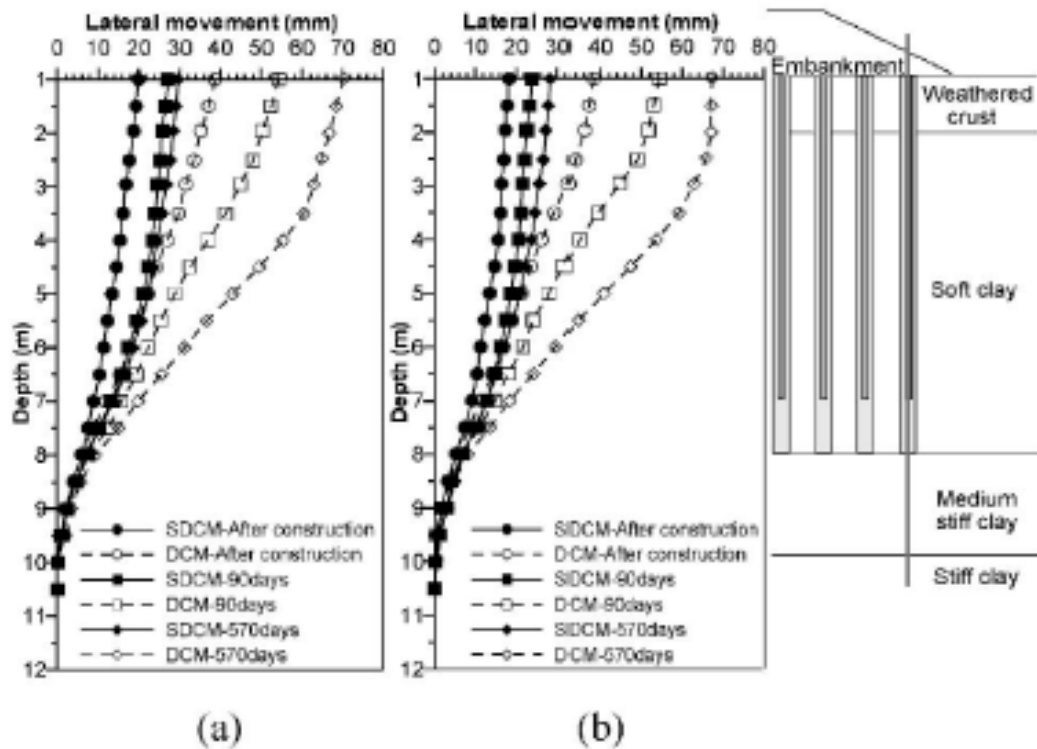 Lateral movement (mm)
0 10 20 30 40 50 60 70 80
1
2
3
4
5
6
7
8
9
10
11
12
Depth (m)
SDCM-After construction
DCM-After construction
SDCM-90days
DCM-90days
SDCM-570days
DCM-570days
(a)
Lateral movement (mm)
0 10 20 30 40 50 60 70 80
1
2
3
4
5
6
7
8
9
10
11
12
Depth (m)
SIDCM-After construction
DCM-After construction
SIDCM-90days
DCM-90days
SIDCM-570days
DCM-570days
(b)
Embankment
Weathered
crust
Soft clay
Medium
stiff clay
Stiff clay